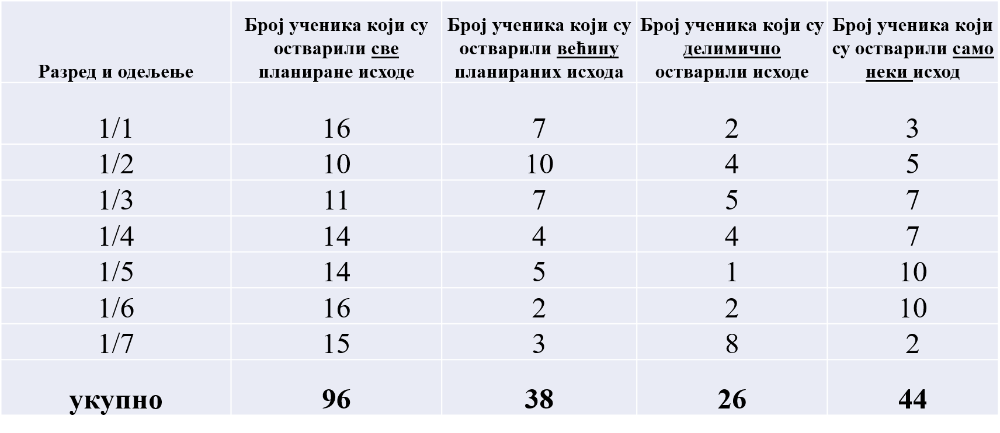 Разред и одељење
Број ученика који су
остварили све
планиране исходе
Број ученика који су
остварили већину
планираних исхода
Број ученика који су
делимично
остварили исходе
Број ученика који
су остварили само
неки исход
1/1 16 7 2 3
1/2 10 10 4 5
1/3 11 7 5 7
1/4 14 4 4 7
1/5 14 5 1 10
1/6 16 2 2 10
1/7 15 3 8 2
укупно 96 38 26 44